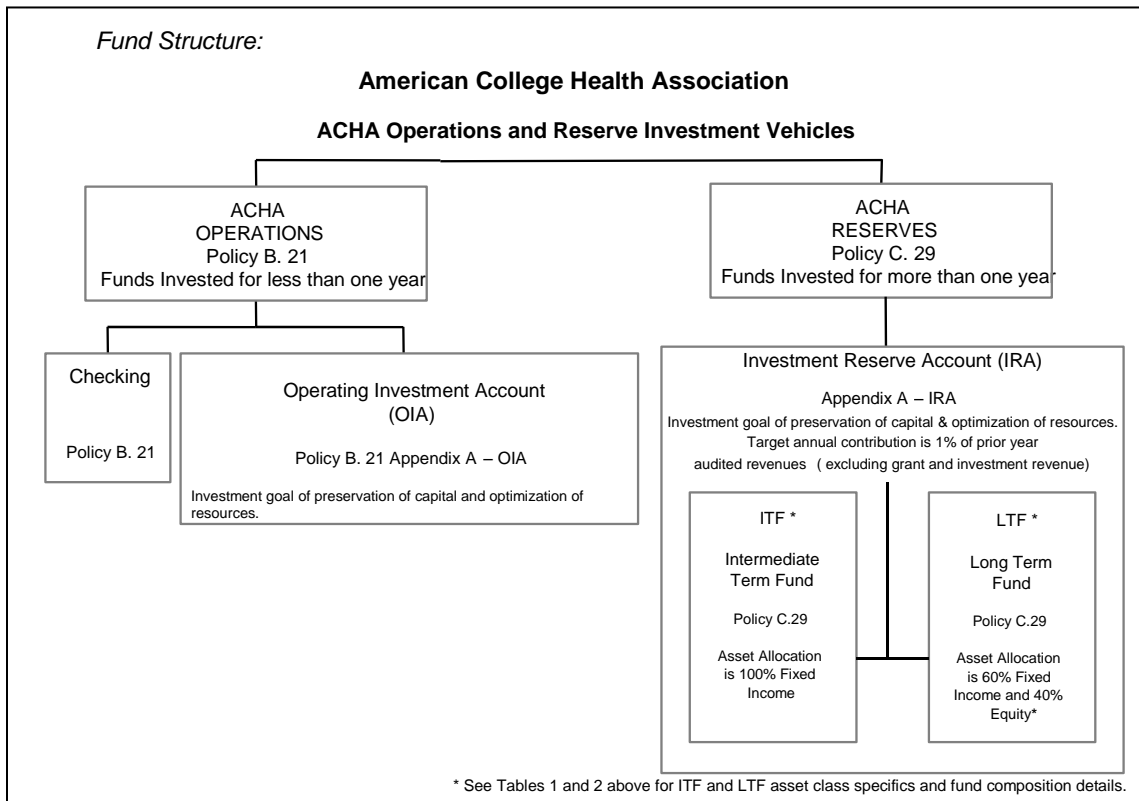 Fund Structure:
American College Health Association
ACHA Operations and Reserve Investment Vehicles
ACHA
OPERATIONS
Policy B. 21
Funds Invested for less than one year
ACHA
RESERVES
Policy C. 29
Funds Invested for more than one year
Checking
Policy B. 21
Operating Investment Account
(OIA)
Policy B. 21 Appendix A – OIA
Investment goal of preservation of capital and optimization of
resources.
Investment Reserve Account (IRA)
Appendix A – IRA
Investment goal of preservation of capital & optimization of resources.
Target annual contribution is 1% of prior year
audited revenues ( excluding grant and investment revenue)
ITF *
Intermediate
Term Fund
Policy C.29
Asset Allocation
is 100% Fixed
Income
LTF *
Long Term
Fund
Policy C.29
Asset Allocation
is 60% Fixed
Income and 40%
Equity*
* See Tables 1 and 2 above for ITF and LTF asset class specifics and fund composition details.